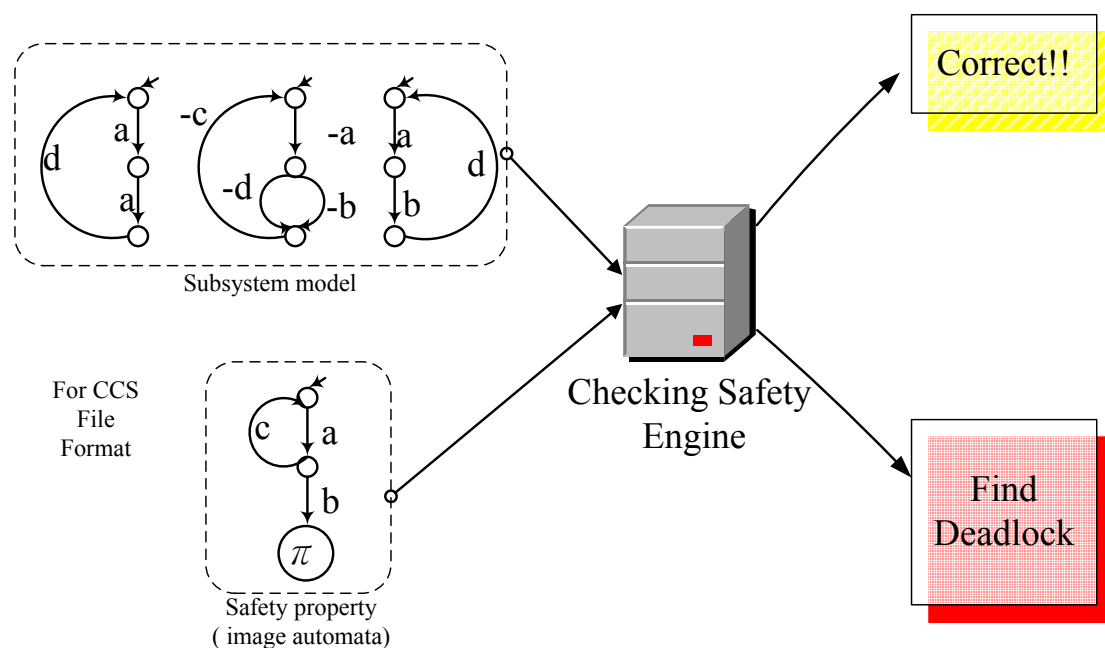 Correct!!
-c
-a
a
a
d
d
-d
a
b
-b
Subsystem model
Checking Safety
Engine
For CCS
File
Format
c
a
b
π
Find
Deadlock
Safety property
( image automata)